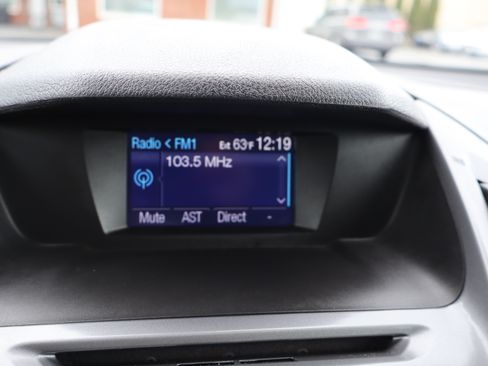 Radio < FM1 Ext 63°F 12:19
103.5 MHz
Mute AST Direct -